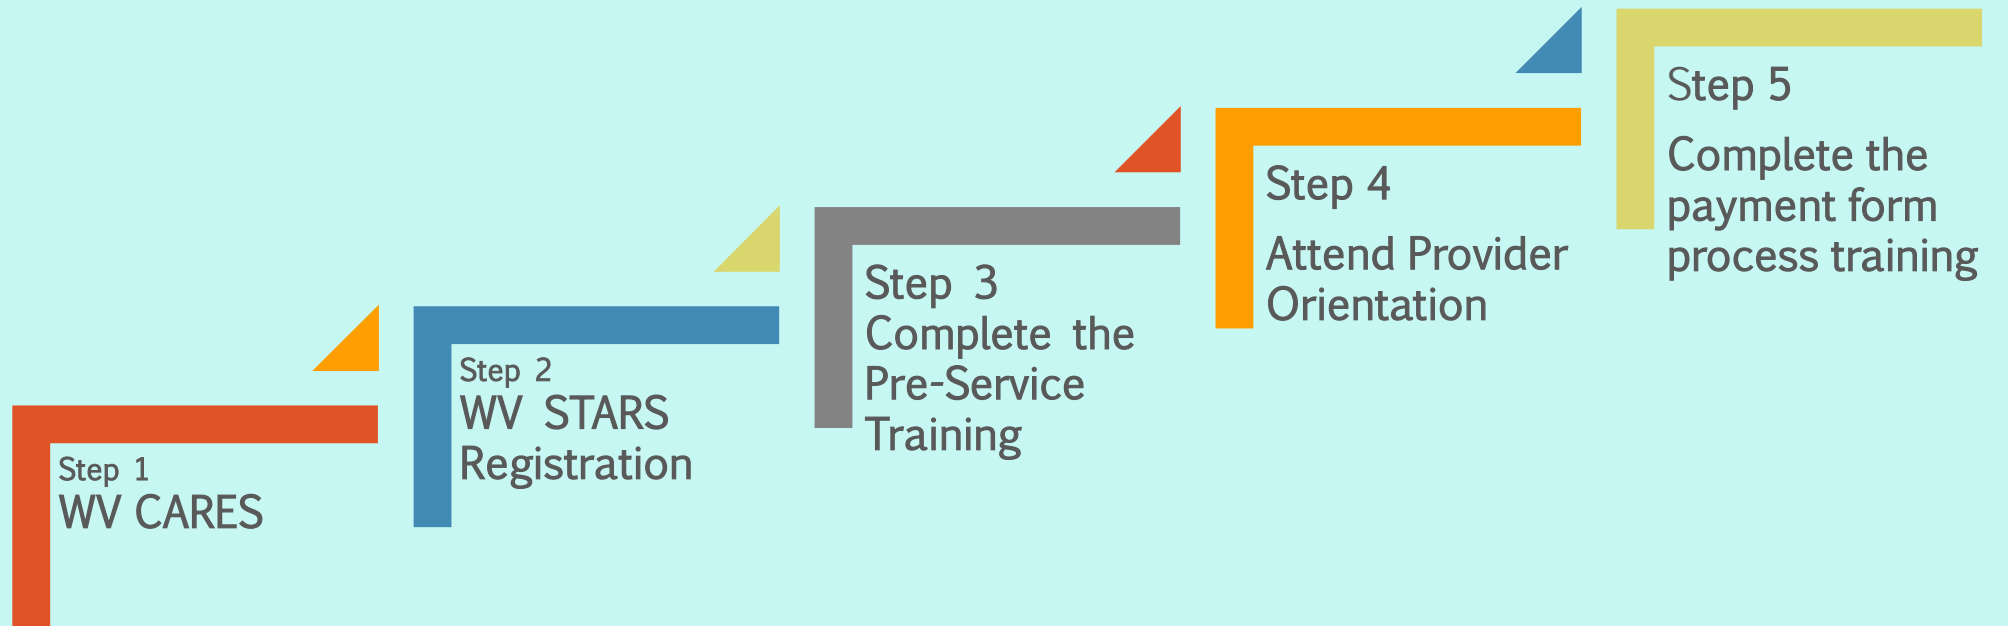 Step 1
WV CARES
Step 2
WV STARS
Registration
Step 3
Complete the
Pre-Service
Training
Step 4
Attend Provider
Orientation
Step 5
Complete the
payment form
process training